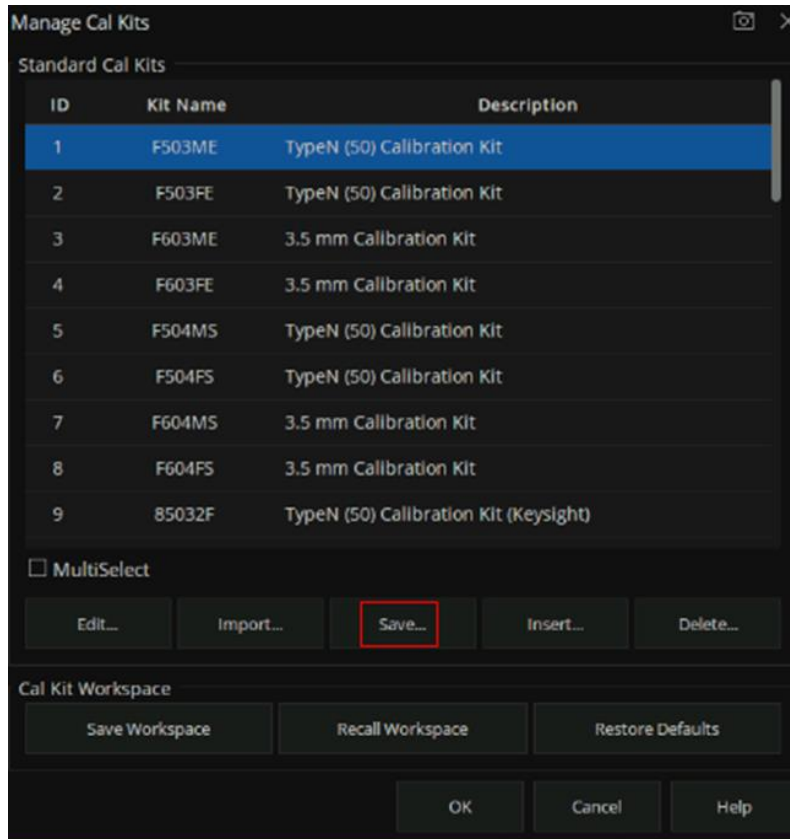 Manage Cal Kits
Standard Cal Kits
ID Kit Name Description
1 F503ME TypeN (50) Calibration Kit
2 F503FE TypeN (50) Calibration Kit
3 F603ME 3.5 mm Calibration Kit
4 F603FE 3.5 mm Calibration Kit
5 F504MS TypeN (50) Calibration Kit
6 F504FS TypeN (50) Calibration Kit
7 F604MS 3.5 mm Calibration Kit
8 F604FS 3.5 mm Calibration Kit
9 85032F TypeN (50) Calibration Kit (Keysight)
MultiSelect
Edit... Import... Save... Insert... Delete...
Cal Kit Workspace
Save Workspace Recall Workspace Restore Defaults
OK Cancel Help